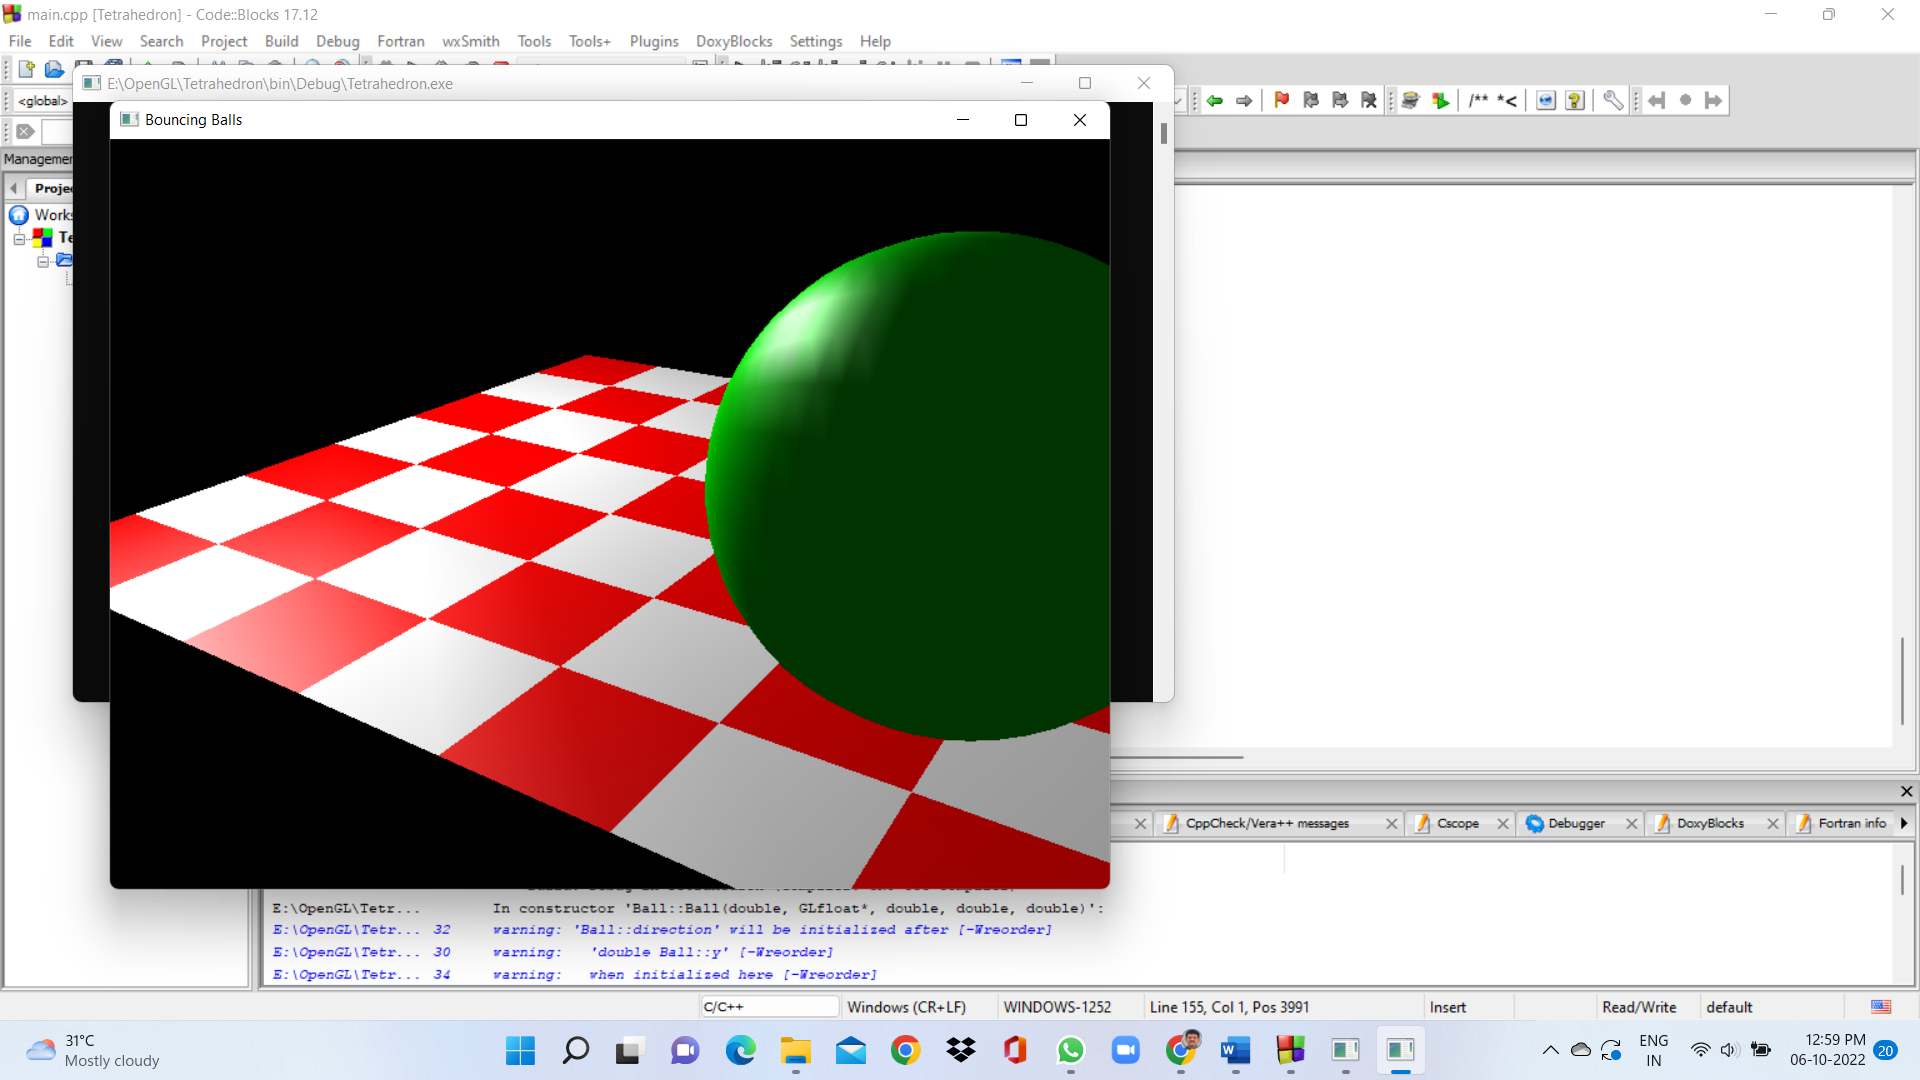 main.cpp [Tetrahedron] - Code::Blocks 17.12
File Edit View Search Project Build Debug Fortran wxSmith Tools Tools+ Plugins DoxyBlocks Settings Help
E:\OpenGL\Tetrahedron\bin\Debug\Tetrahedron.exe
<global>
/** *<
Bouncing Balls
CppCheck/Vera++ messages
Cscope
Debugger
DoxyBlocks
Fortran info
E:\OpenGL\Tetr... In constructor 'Ball::Ball(double, GLfloat*, double, double, double)':
E:\OpenGL\Tetr... 32 warning: 'Ball::direction' will be initialized after [-Wreorder]
E:\OpenGL\Tetr... 30 warning: 'double Ball::y' [-Wreorder]
E:\OpenGL\Tetr... 34 warning: when initialized here [-Wreorder]
C/C++ Windows (CR+LF) WINDOWS-1252 Line 155, Col 1, Pos 3991 Insert Read/Write default
31°C
Mostly cloudy
ENG
IN
12:59 PM
06-10-2022
20